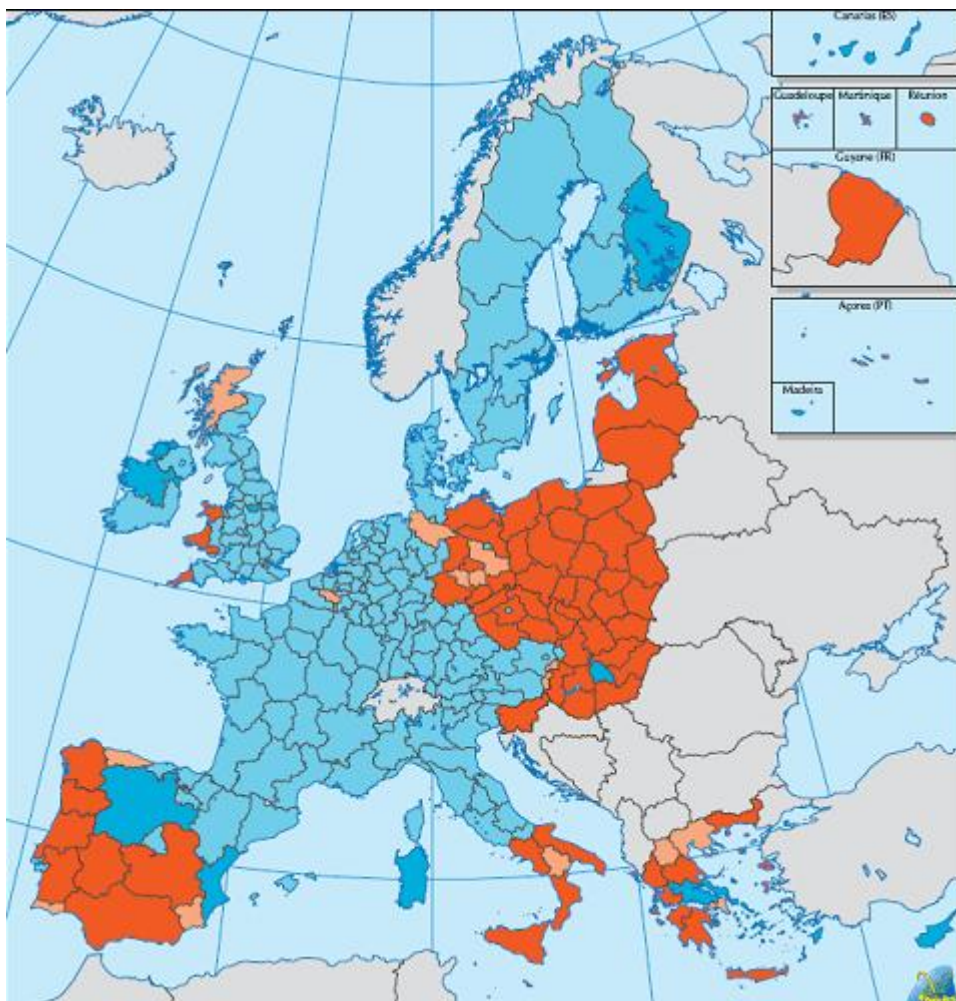 Canarias (ES)
Guadeloupe
Martinique
Réunion
Guyane (FR)
Açores (PT)
Madeira